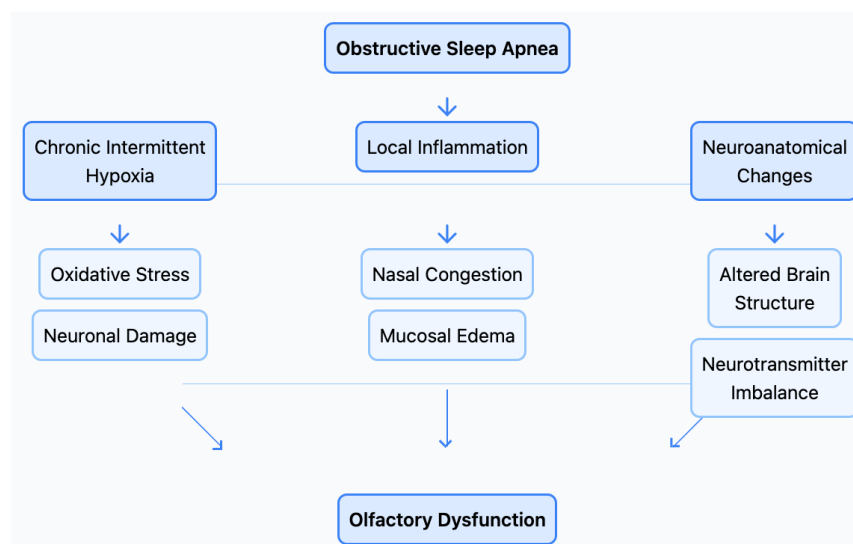 Obstructive Sleep Apnea
Chronic Intermittent
Hypoxia
Local Inflammation
Neuroanatomical
Changes
Oxidative Stress
Neuronal Damage
Nasal Congestion
Mucosal Edema
Altered Brain
Structure
Neurotransmitter
Imbalance
Olfactory Dysfunction